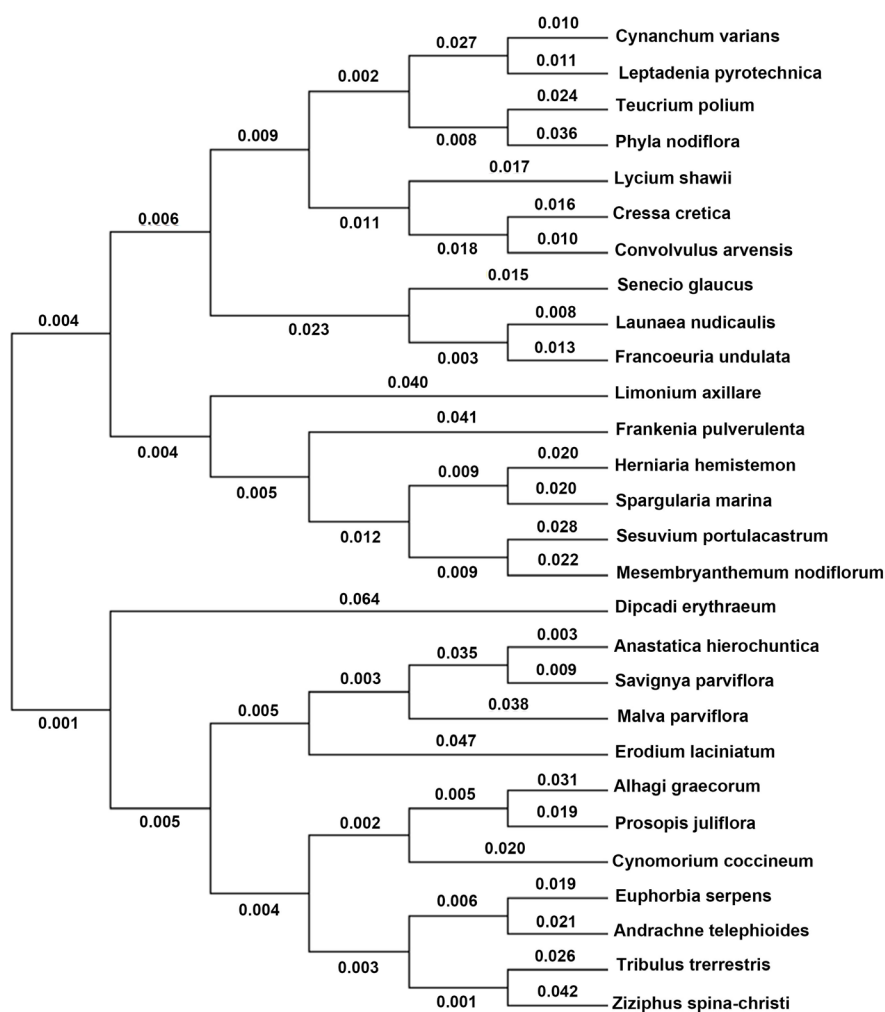 0.010
Cynanchum varians
0.027
0.011
Leptadenia pyrotechnica
0.002
0.024
Teucrium polium
0.008
0.036
Phyla nodiflora
0.009
0.017
Lycium shawii
0.011
0.016
Cressa cretica
0.018
0.010
Convolvulus arvensis
0.006
0.015
Senecio glaucus
0.023
0.008
Launaea nudicaulis
0.003
0.013
Francoeuria undulata
0.004
0.040
Limonium axillare
0.004
0.041
Frankenia pulverulenta
0.005
0.009
0.020
Herniaria hemistemon
0.020
Spargularia marina
0.012
0.028
Sesuvium portulacastrum
0.009
0.022
Mesembryanthemum nodiflorum
0.064
Dipcadi erythraeum
0.001
0.003
Anastatica hierochuntica
0.035
0.009
Savignya parviflora
0.003
0.038
Malva parviflora
0.005
0.047
Erodium laciniatum
0.005
0.031
Alhagi graecorum
0.005
0.019
Prosopis juliflora
0.002
0.020
Cynomorium coccineum
0.004
0.019
Euphorbia serpens
0.006
0.021
Andrachne telephioides
0.003
0.026
Tribulus trerrestris
0.001
0.042
Ziziphus spina-christi